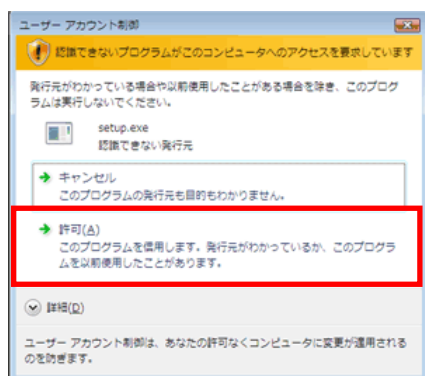 ユーザー アカウント制御
認識できないプログラムがこのコンピュータへのアクセスを要求しています
発行元がわかっている場合や以前使用したことがある場合を除き、このプログ
ラムは実行しないでください。
setup.exe
認識できない発行元
キャンセル
このプログラムの発行元も目的もわかりません。
許可(A)
このプログラムを信用します。発行元がわかっているか、このプログラ
ムを以前使用したことがあります。
詳細(D)
ユーザー アカウント制御は、あなたの許可なくコンピュータに変更が適用される
のを防ぎます。